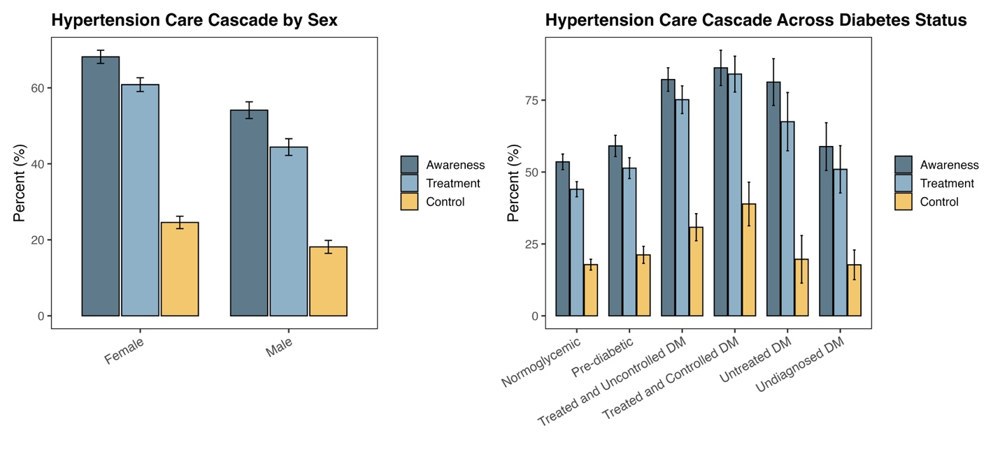 Hypertension Care Cascade by Sex
Percent (%)
60
40
20
0
Female
Male
Awareness
Treatment
Control
Hypertension Care Cascade Across Diabetes Status
Percent (%)
75
50
25
0
Normoglycemic
Pre-diabetic
Treated and Uncontrolled DM
Treated and Controlled DM
Untreated DM
Undiagnosed DM
Awareness
Treatment
Control